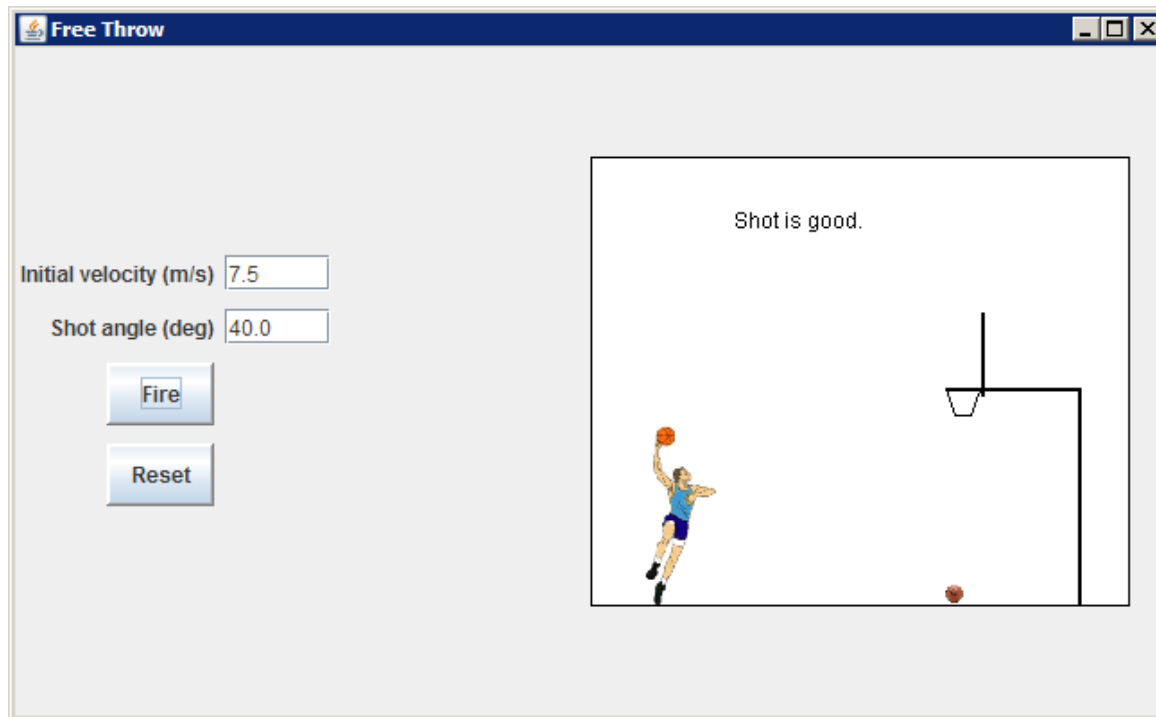 Free Throw
Shot is good.
Initial velocity (m/s) 7.5
Shot angle (deg) 40.0
Fire
Reset